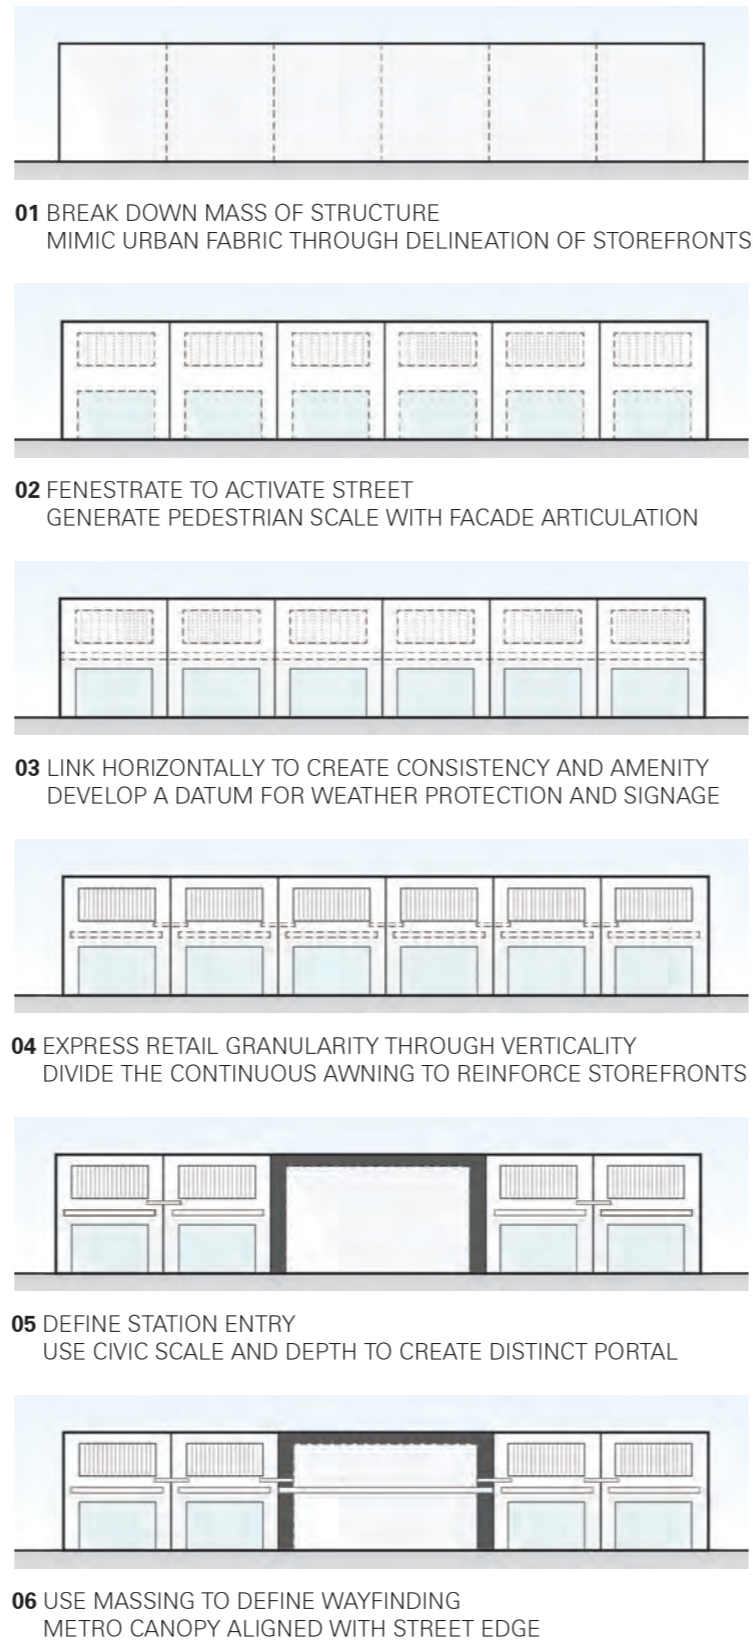 01 BREAK DOWN MASS OF STRUCTURE
MIMIC URBAN FABRIC THROUGH DELINEATION OF STOREFRONTS
02 FENESTRATE TO ACTIVATE STREET
GENERATE PEDESTRIAN SCALE WITH FACADE ARTICULATION
03 LINK HORIZONTALLY TO CREATE CONSISTENCY AND AMENITY
DEVELOP A DATUM FOR WEATHER PROTECTION AND SIGNAGE
04 EXPRESS RETAIL GRANULARITY THROUGH VERTICALITY
DIVIDE THE CONTINUOUS AWNING TO REINFORCE STOREFRONTS
05 DEFINE STATION ENTRY
USE CIVIC SCALE AND DEPTH TO CREATE DISTINCT PORTAL
06 USE MASSING TO DEFINE WAYFINDING
METRO CANOPY ALIGNED WITH STREET EDGE